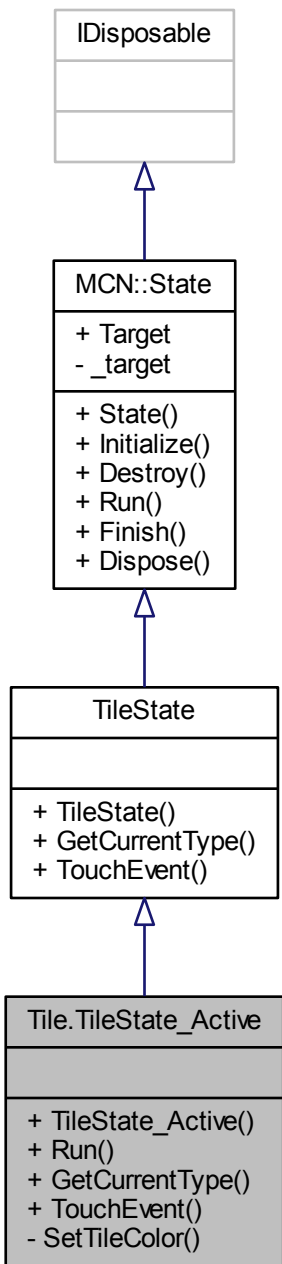 IDisposable
MCN::State
+ Target
- _target
+ State()
+ Initialize()
+ Destroy()
+ Run()
+ Finish()
+ Dispose()
TileState
+ TileState()
+ GetCurrentType()
+ TouchEvent()
Tile.TileState_Active
+ TileState_Active()
+ Run()
+ GetCurrentType()
+ TouchEvent()
- SetTileColor()